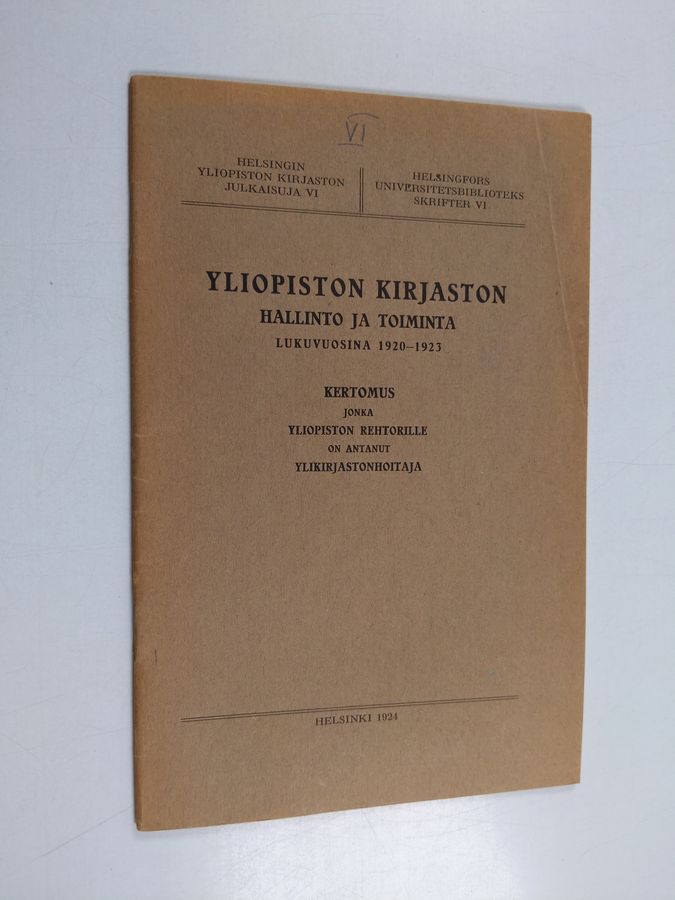 VI
HELSINGIN
YLIOPISTON KIRJASTON
JULKAISUJA VI
HELSINGFORS
UNIVERSITETSBIBLIOTEKS
SKRIFTER VI
YLIOPISTON KIRJASTON
HALLINTO JA TOIMINTA
LUKUVUOSINA 1920–1923
KERTOMUS
JONKA
YLIOPISTON REHTORILLE
ON ANTANUT
YLIKIRJASTONHOITAJA
HELSINKI 1924